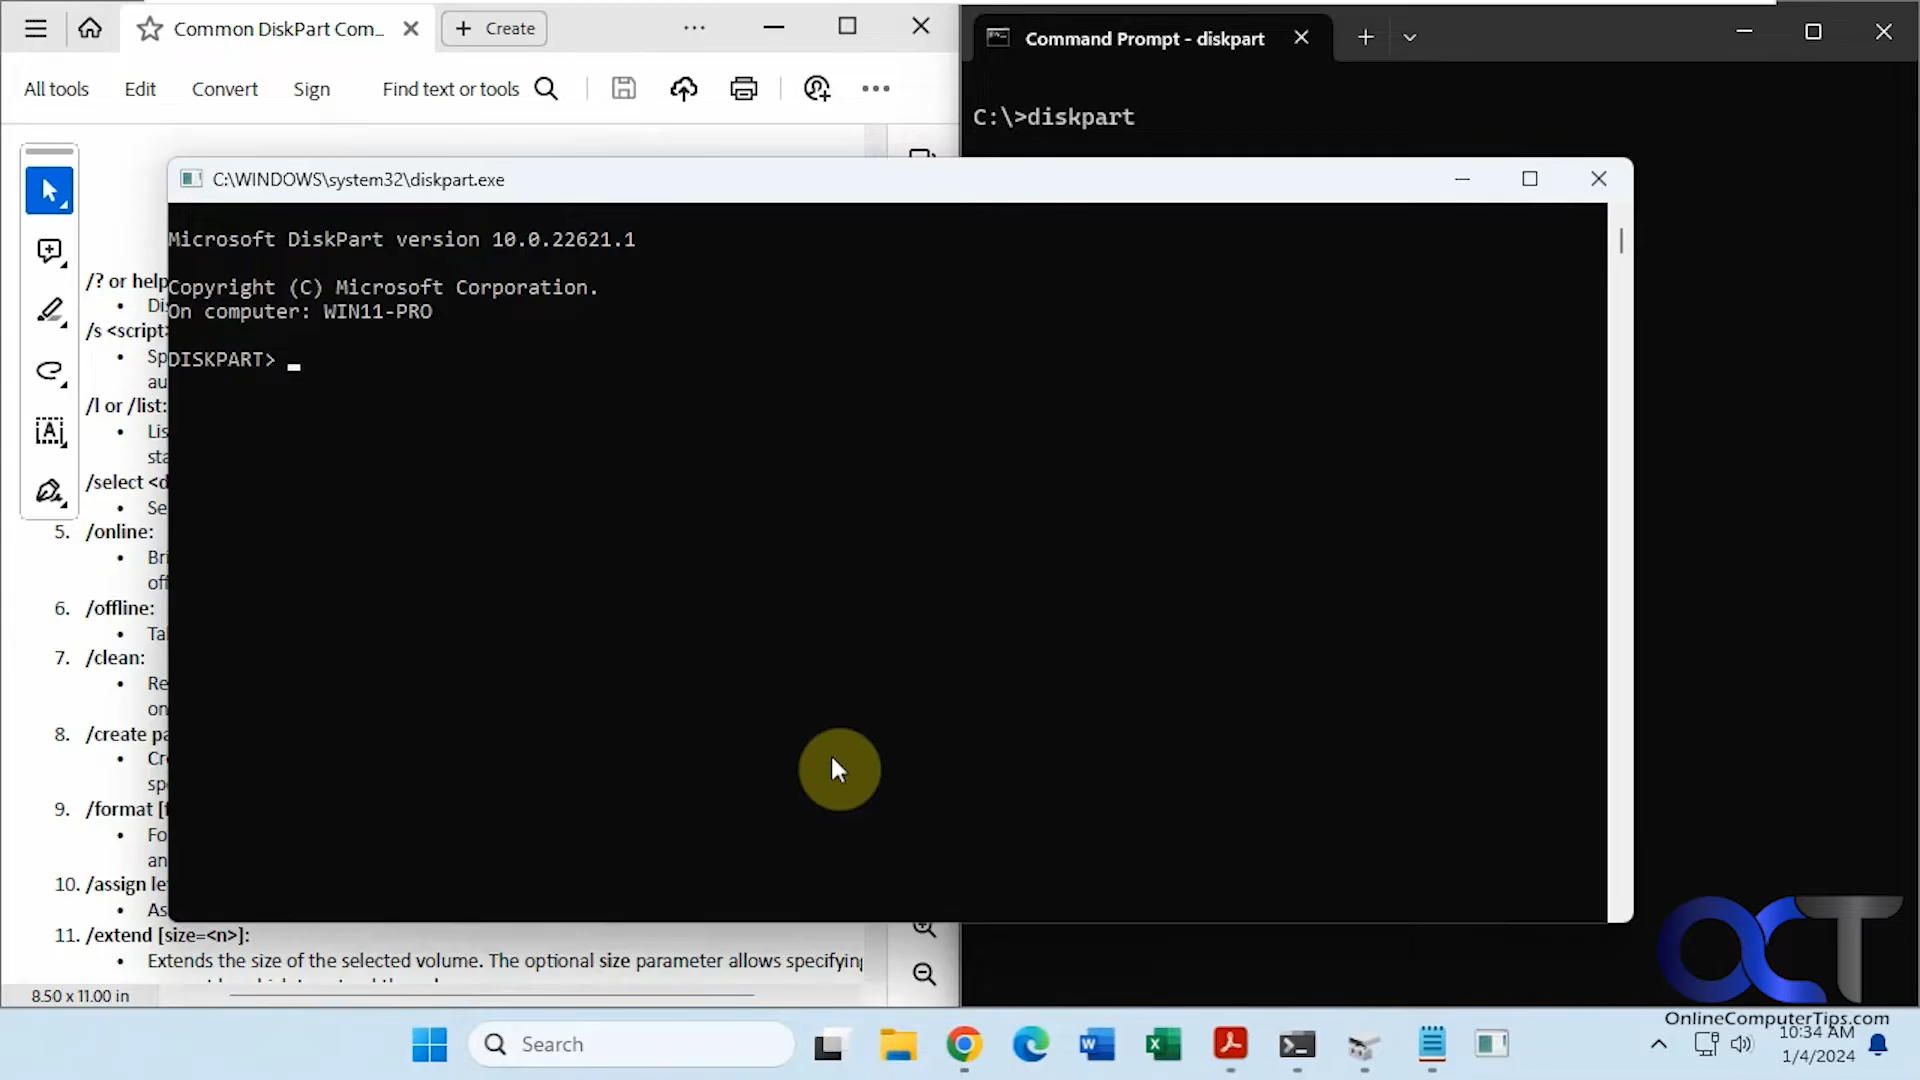 Common DiskPart Com...
Create
Command Prompt - diskpart
All tools
Edit
Convert
Sign
Find text or tools
C:\>diskpart
C:\WINDOWS\system32\diskpart.exe
Microsoft DiskPart version 10.0.22621.1
Copyright (C) Microsoft Corporation.
On computer: WIN11-PRO
DISKPART>
/? or help
/s <script>
/l or /list:
/select <d
5. /online:
6. /offline:
7. /clean:
8. /create pa
9. /format [f
10. /assign le
11. /extend [size=<n>]:
• Extends the size of the selected volume. The optional size parameter allows specifying
8.50 x 11.00 in
Search
OCT
OnlineComputerTips.com
10:34 AM
1/4/2024